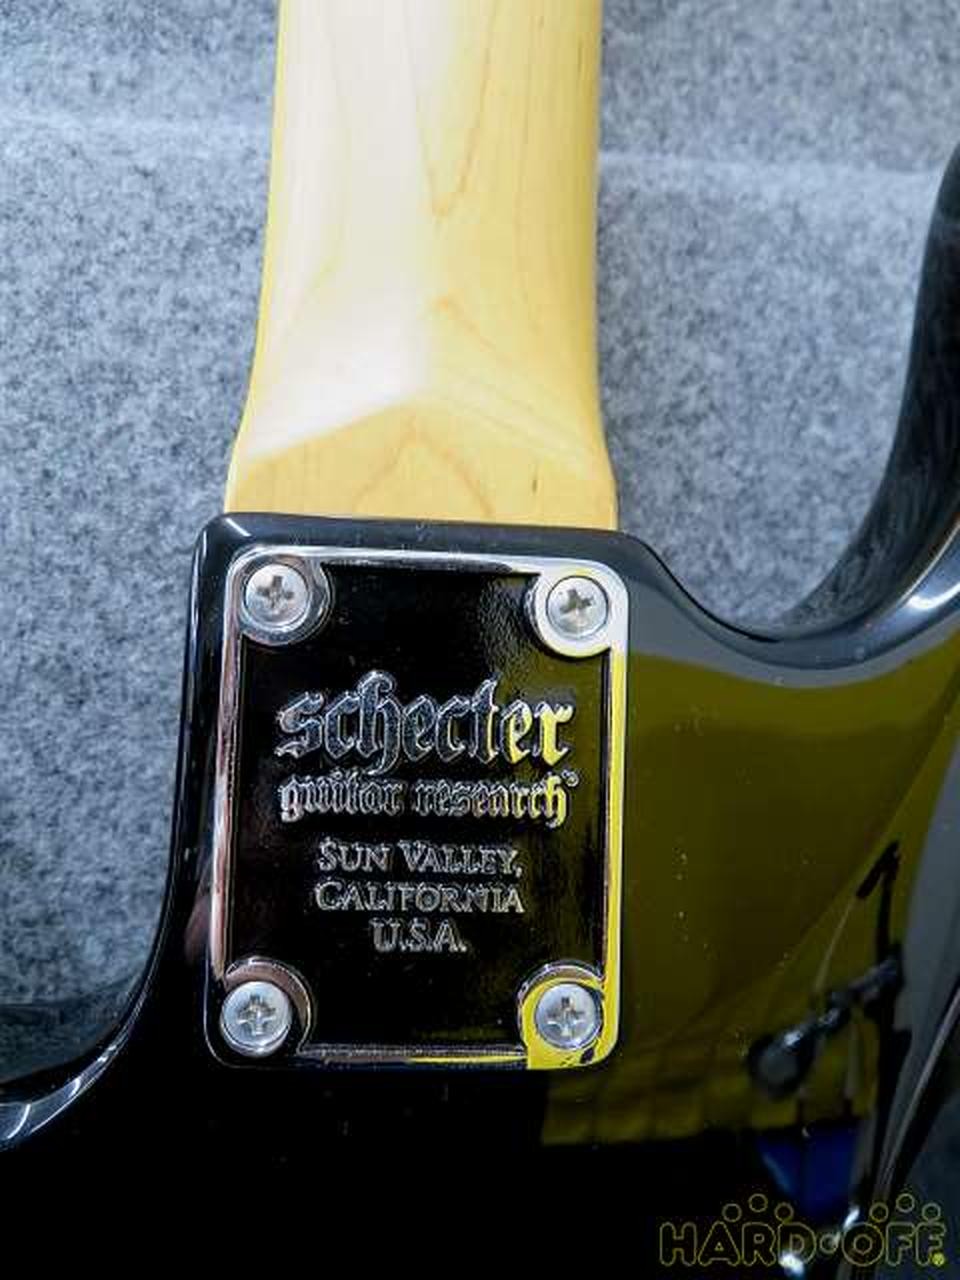 schecter
guitar research®
SUN VALLEY,
CALIFORNIA
U.S.A.
HARD•OFF®